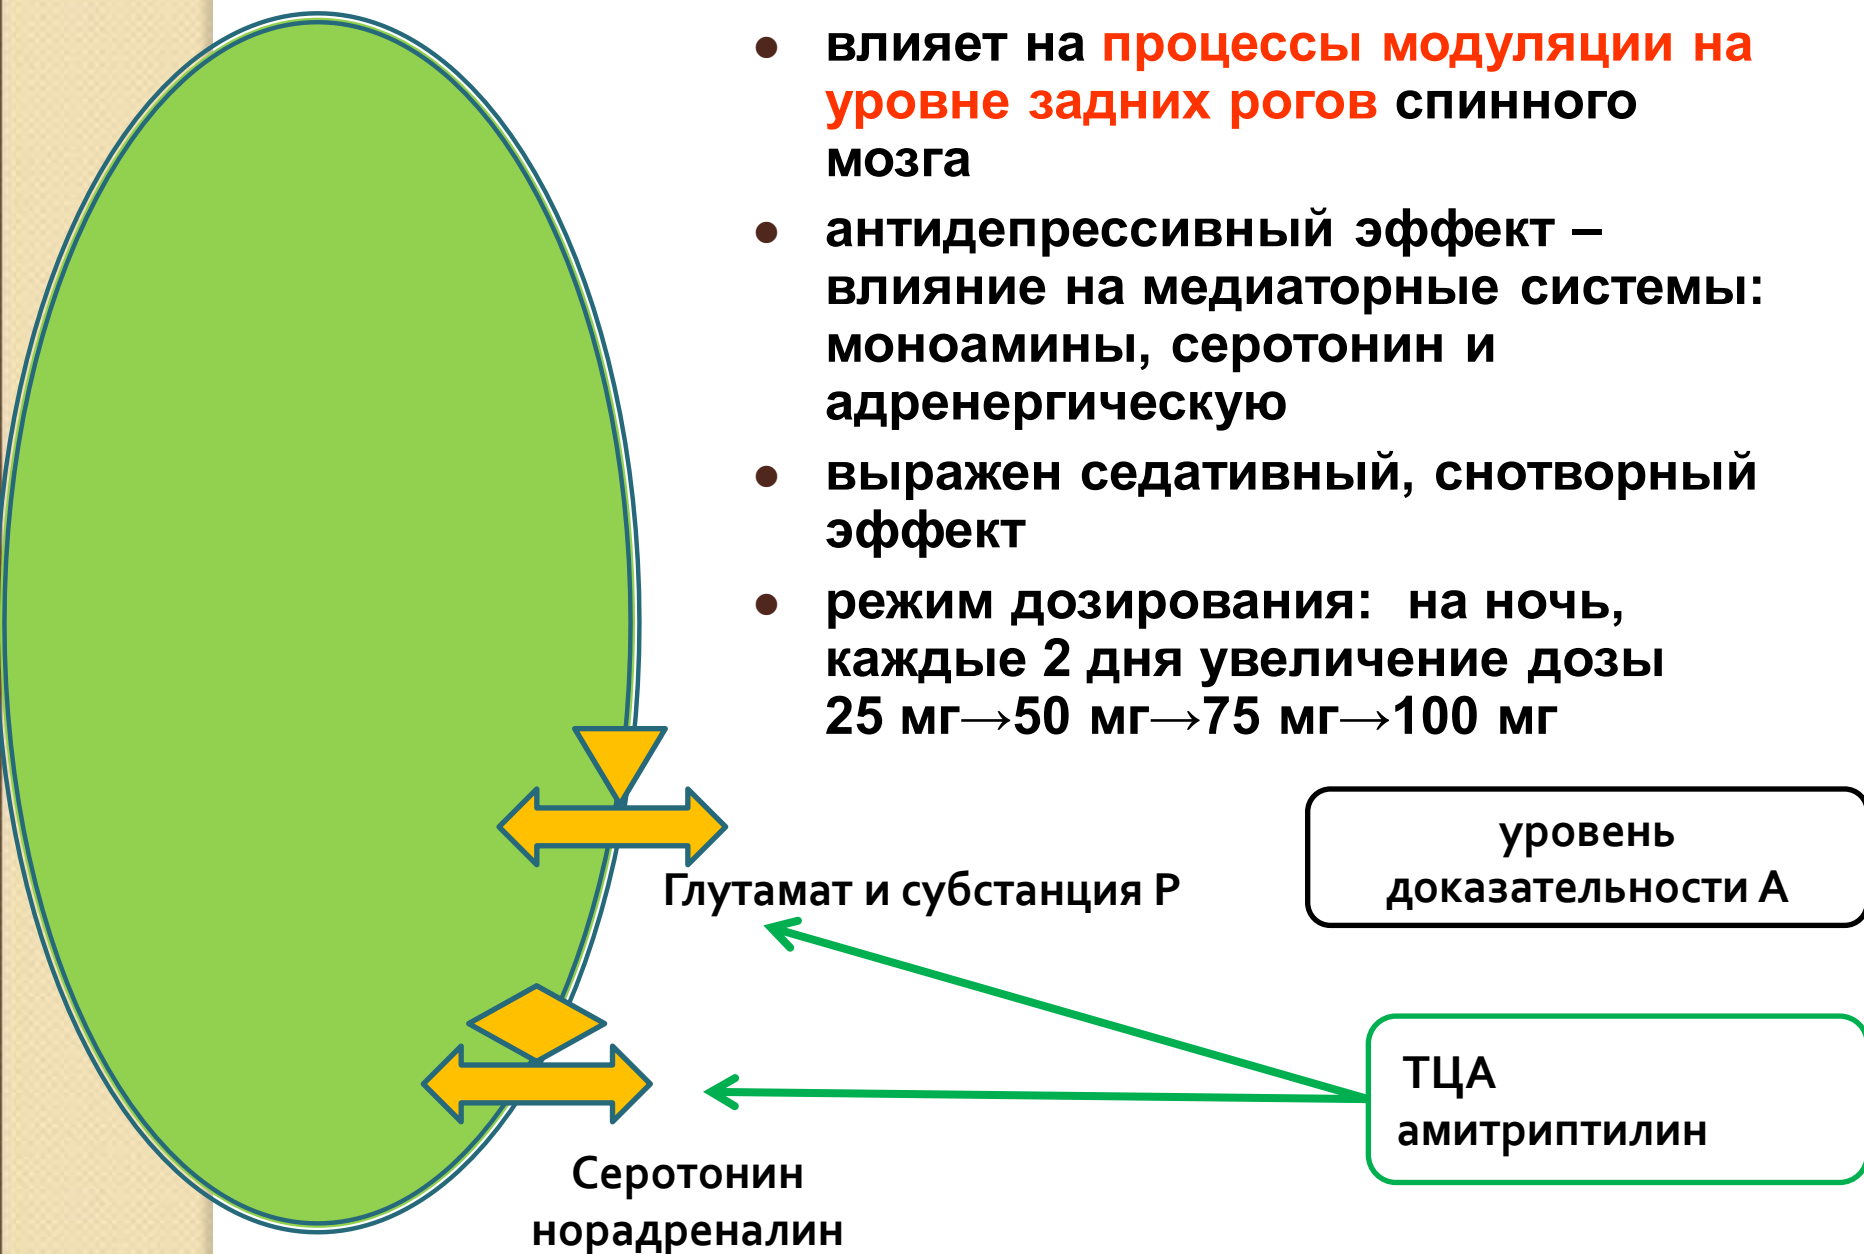 влияет на процессы модуляции на
уровне задних рогов спинного
мозга
антидепрессивный эффект –
влияние на медиаторные системы:
моноамины, серотонин и
адренергическую
выражен седативный, снотворный
эффект
режим дозирования: на ночь,
каждые 2 дня увеличение дозы
25 мг→50 мг→75 мг→100 мг
уровень
доказательности А
Глутамат и субстанция Р
ТЦА
амитриптилин
Серотонин
норадреналин